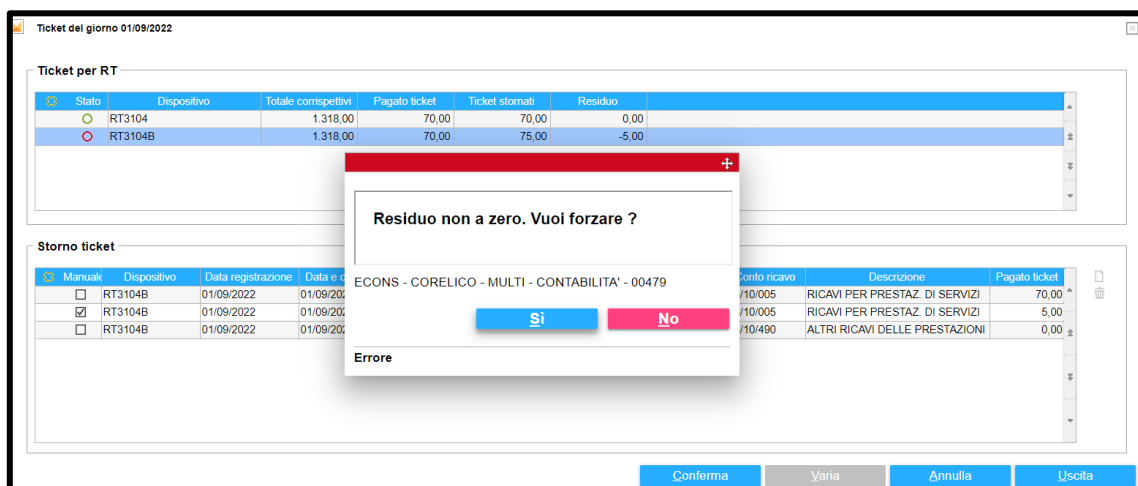 Ticket del giorno 01/09/2022
Ticket per RT
Stato Dispositivo Totale corrispettivi Pagato ticket Ticket stornati Residuo
RT3104 1.318,00 70,00 70,00 0,00
RT3104B 1.318,00 70,00 75,00 -5,00
Residuo non a zero. Vuoi forzare ?
ECONS - CORELICO - MULTI - CONTABILITA' - 00479
Sì No
Errore
Storno ticket
Manuale Dispositivo Data registrazione Data e Conto ricavo Descrizione Pagato ticket
RT3104B 01/09/2022 01/09/202 /10/005 RICAVI PER PRESTAZ. DI SERVIZI 70,00
RT3104B 01/09/2022 01/09/202 /10/005 RICAVI PER PRESTAZ. DI SERVIZI 5,00
RT3104B 01/09/2022 01/09/202 /10/490 ALTRI RICAVI DELLE PRESTAZIONI 0,00
Conferma Varia Annulla Uscita